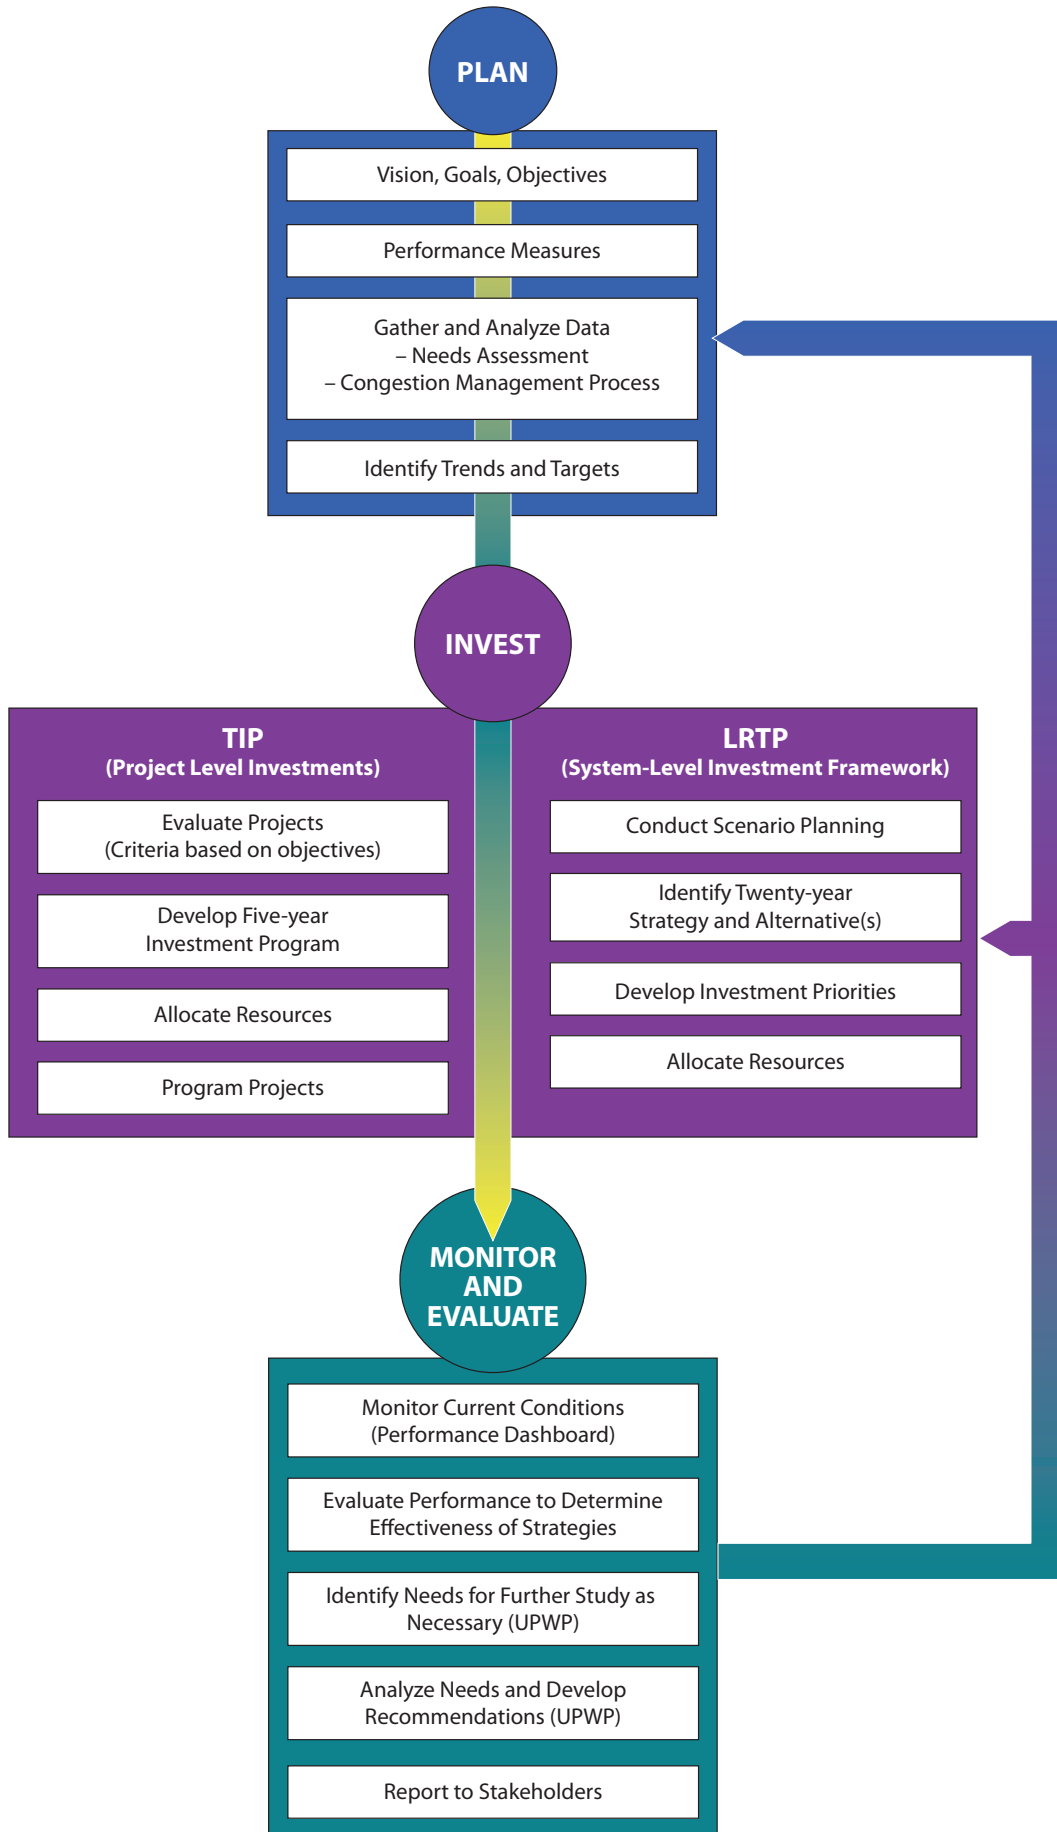 PLAN
Vision, Goals, Objectives
Performance Measures
Gather and Analyze Data
– Needs Assessment
– Congestion Management Process
Identify Trends and Targets
INVEST
TIP
(Project Level Investments)
Evaluate Projects
(Criteria based on objectives)
Develop Five-year
Investment Program
Allocate Resources
Program Projects
LRTP
(System-Level Investment Framework)
Conduct Scenario Planning
Identify Twenty-year
Strategy and Alternative(s)
Develop Investment Priorities
Allocate Resources
MONITOR
AND
EVALUATE
Monitor Current Conditions
(Performance Dashboard)
Evaluate Performance to Determine
Effectiveness of Strategies
Identify Needs for Further Study as
Necessary (UPWP)
Analyze Needs and Develop
Recommendations (UPWP)
Report to Stakeholders